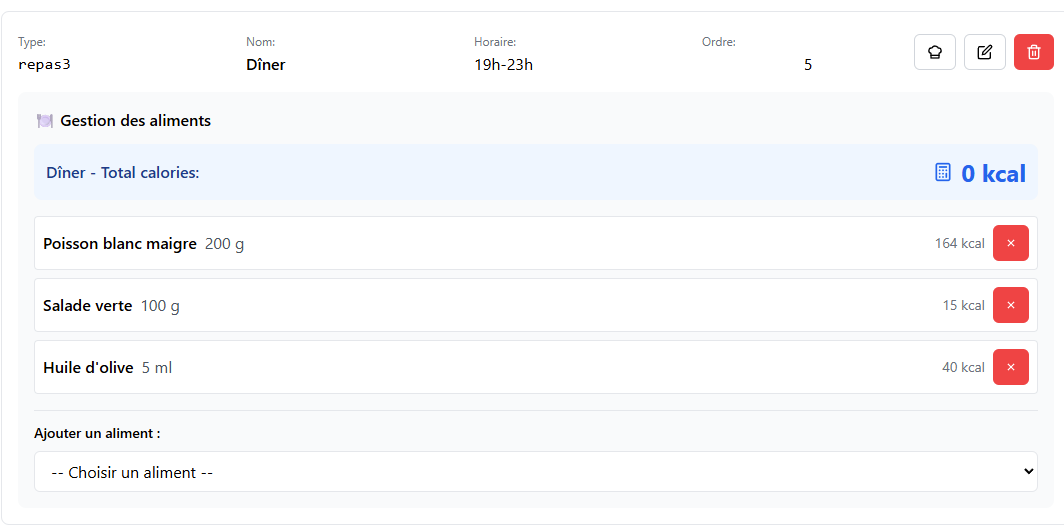 Type: Nom: Horaire: Ordre:
repas3 Dîner 19h-23h 5
Gestion des aliments
Dîner - Total calories: 0 kcal
Poisson blanc maigre 200 g 164 kcal ×
Salade verte 100 g 15 kcal ×
Huile d'olive 5 ml 40 kcal ×
Ajouter un aliment :
-- Choisir un aliment --